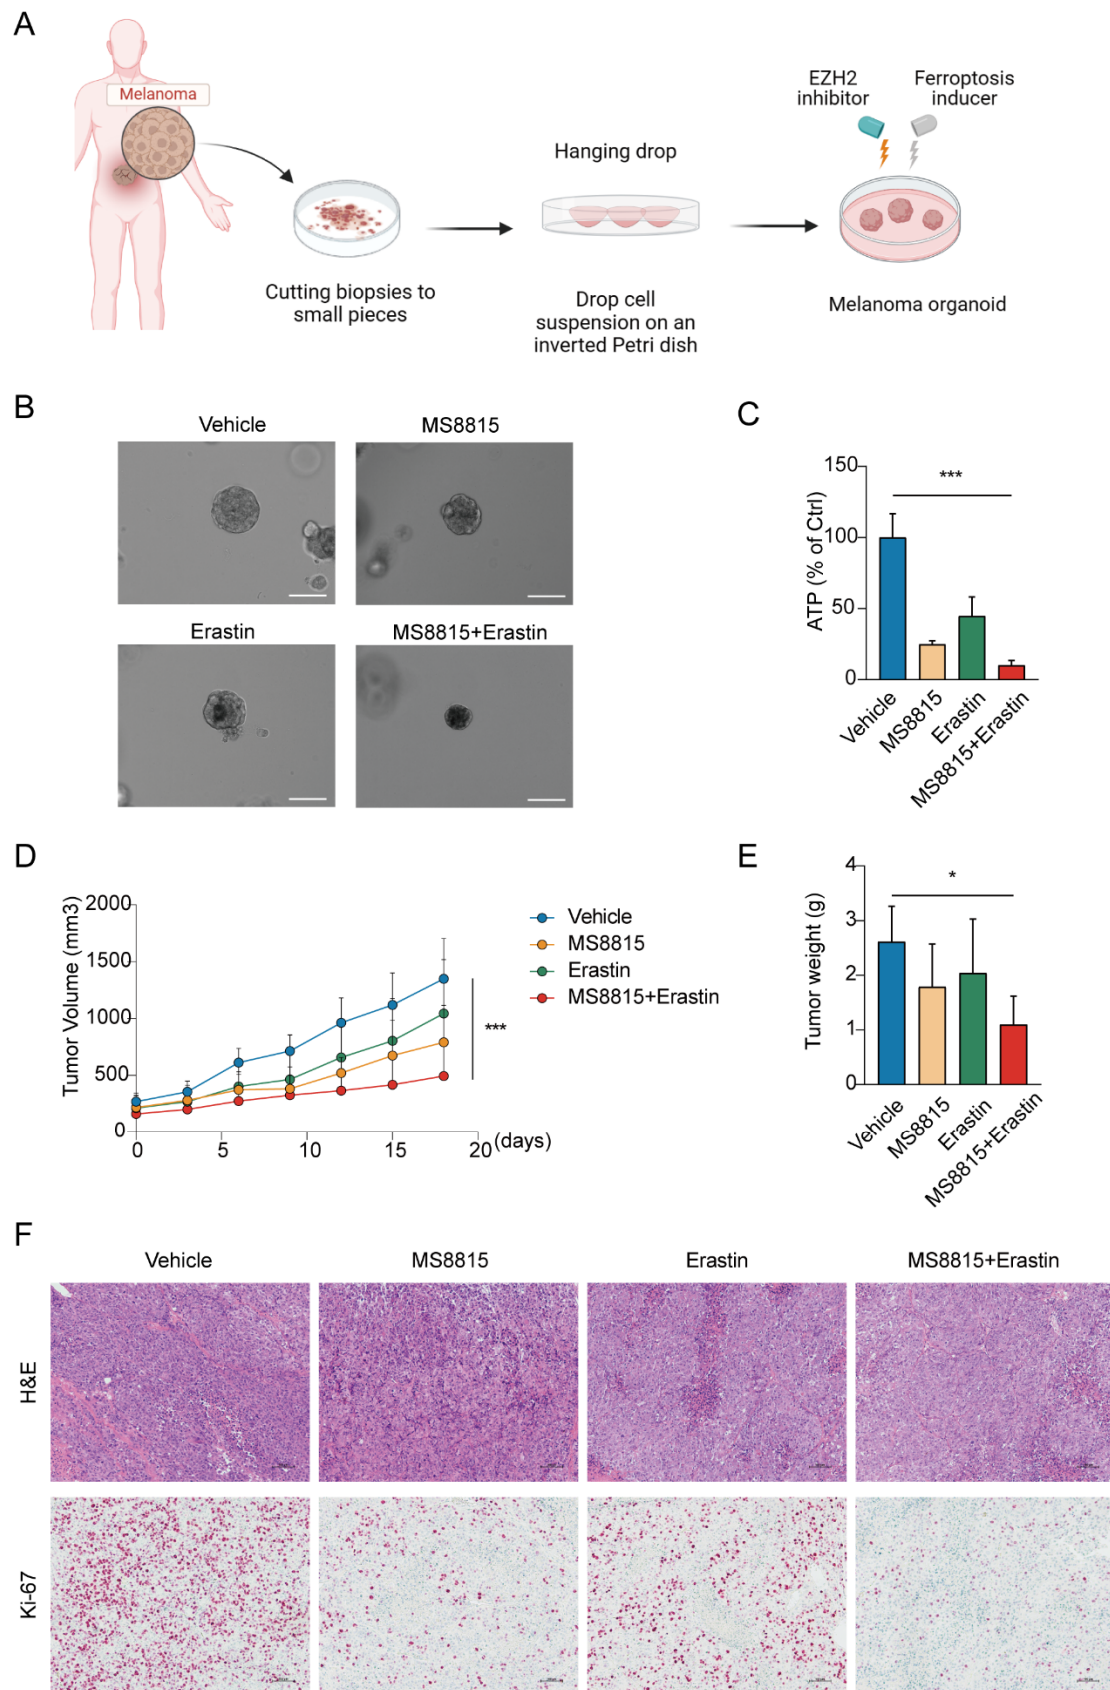 A
Melanoma
EZH2
inhibitor
Ferroptosis
inducer
Hanging drop
Cutting biopsies to
small pieces
Drop cell
suspension on an
inverted Petri dish
Melanoma organoid
B
Vehicle
MS8815
Erastin
MS8815+Erastin
C
ATP (% of Ctrl)
150
100
50
0
***
Vehicle
MS8815
Erastin
MS8815+Erastin
D
Tumor Volume (mm3)
2000
1500
1000
500
0
0
5
10
15
20
(days)
Vehicle
MS8815
Erastin
MS8815+Erastin
***
E
Tumor weight (g)
4
3
2
1
0
*
Vehicle
MS8815
Erastin
MS8815+Erastin
F
Vehicle
MS8815
Erastin
MS8815+Erastin
H&E
Ki-67